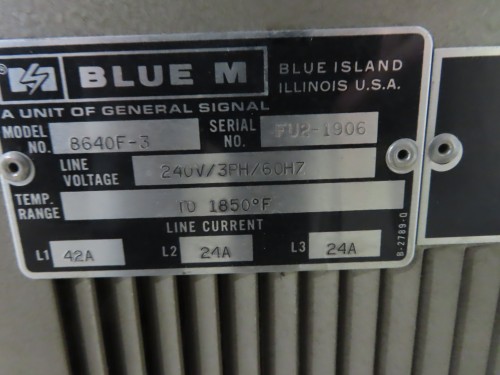 BLUE M
BLUE ISLAND
ILLINOIS U.S.A.
A UNIT OF GENERAL SIGNAL
MODEL NO. 8640F-3 SERIAL NO. FU2-1906
LINE VOLTAGE 240V/3PH/60HZ
TEMP. RANGE TO 1850°F
LINE CURRENT
L1 42A L2 24A L3 24A
B-2789-0